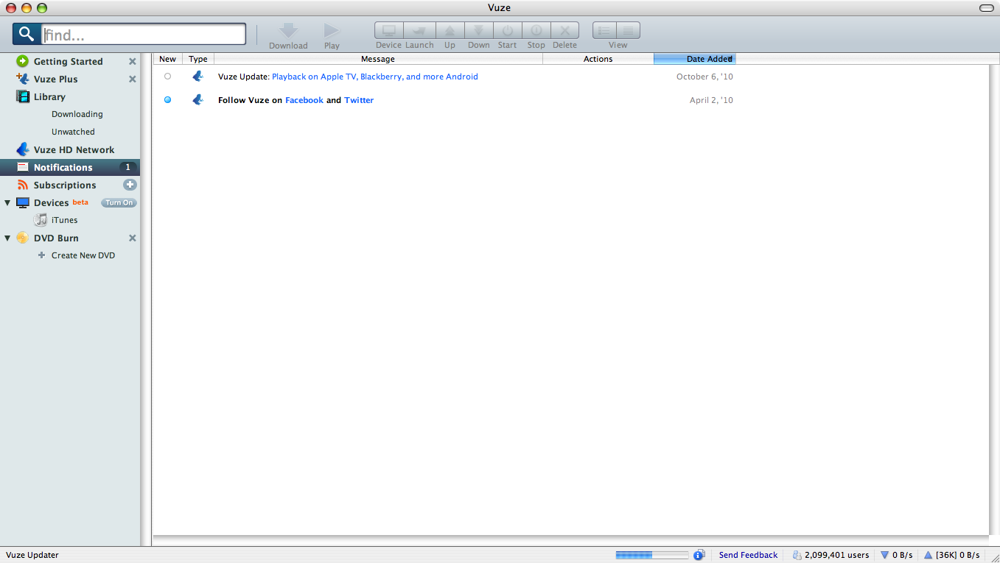 Vuze
find...
Download
Play
Device Launch Up Down Start Stop Delete
View
Getting Started
Vuze Plus
Library
Downloading
Unwatched
Vuze HD Network
Notifications 1
Subscriptions
Devices beta Turn On
iTunes
DVD Burn
Create New DVD
New Type Message Actions Date Added
Vuze Update: Playback on Apple TV, Blackberry, and more Android October 6, '10
Follow Vuze on Facebook and Twitter April 2, '10
Vuze Updater Send Feedback 2,099,401 users 0 B/s [36K] 0 B/s